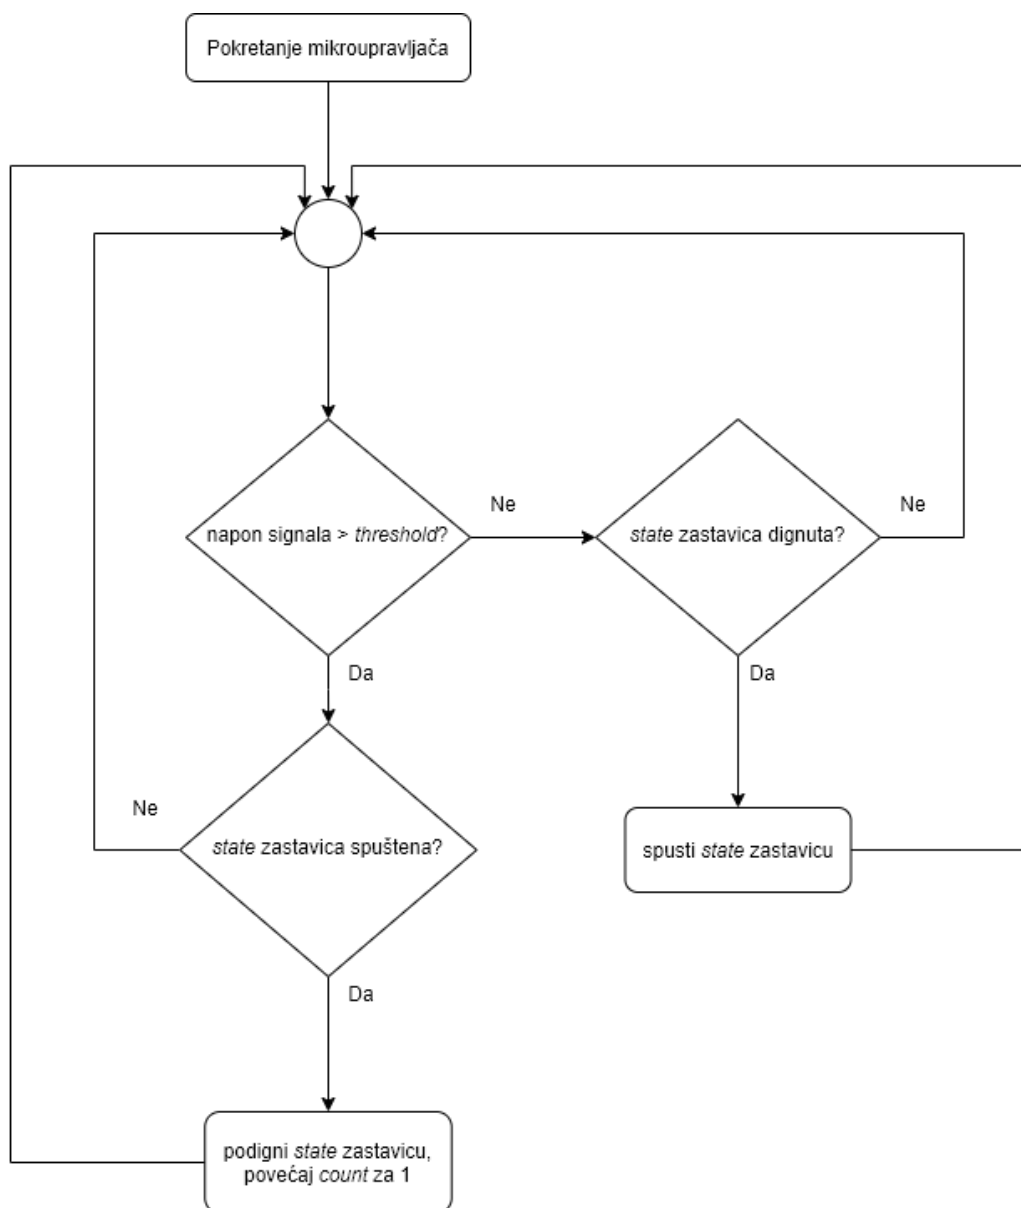 Pokretanje mikroupravljača
napon signala > threshold?
Ne
state zastavica dignuta?
Ne
Da
Da
state zastavica spuštena?
Ne
spusti state zastavicu
Da
podigni state zastavicu,
povećaj count za 1